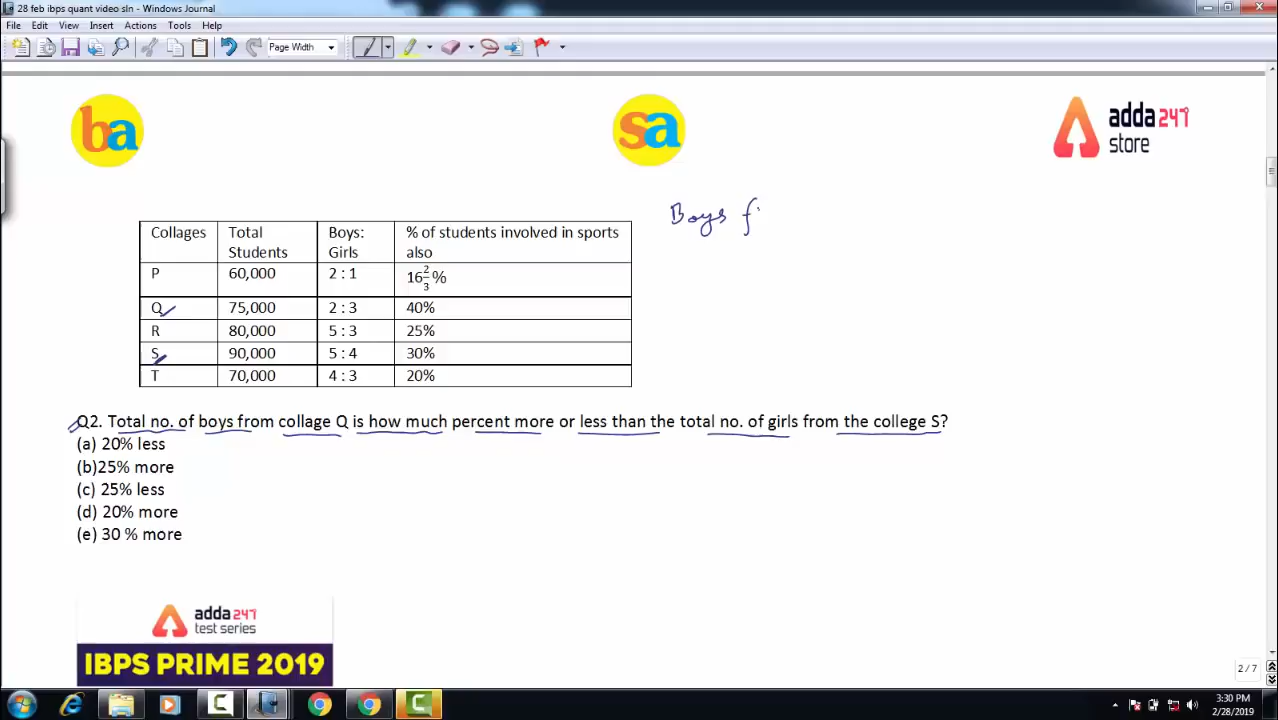 28 feb ibps quant video sln - Windows Journal
File Edit View Insert Actions Tools Help
Page Width
ba
sa
adda247
store
Boys f
Collages Total Students Boys: Girls % of students involved in sports also
P 60,000 2 : 1 16 2/3 %
Q 75,000 2 : 3 40%
R 80,000 5 : 3 25%
S 90,000 5 : 4 30%
T 70,000 4 : 3 20%
Q2. Total no. of boys from collage Q is how much percent more or less than the total no. of girls from the college S?
(a) 20% less
(b)25% more
(c) 25% less
(d) 20% more
(e) 30 % more
adda247
test series
IBPS PRIME 2019
2 / 7
3:30 PM
2/28/2019